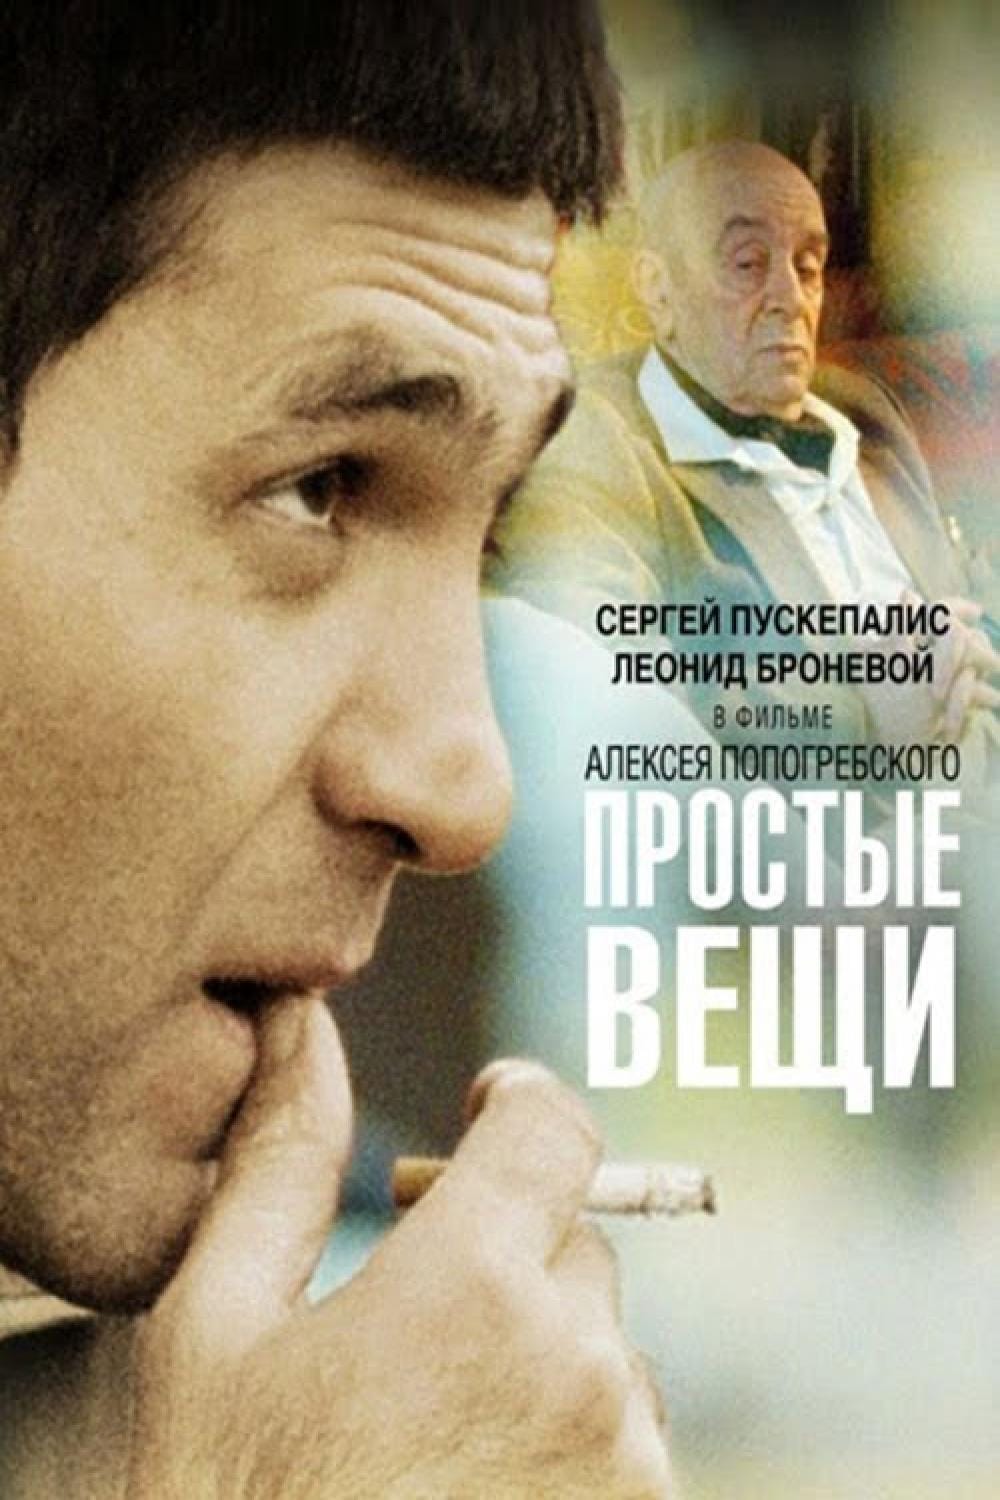 СЕРГЕЙ ПУСКЕПАЛИС
ЛЕОНИД БРОНЕВОЙ
В ФИЛЬМЕ
АЛЕКСЕЯ ПОПОГРЕБСКОГО
ПРОСТЫЕ
ВЕЩИ